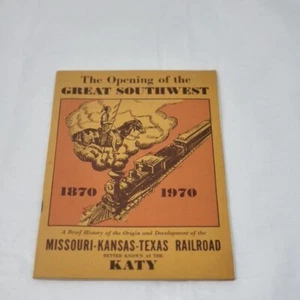 The Opening of the
GREAT SOUTHWEST
1870 1970
A Brief History of the Origin and Development of the
MISSOURI-KANSAS-TEXAS RAILROAD
BETTER KNOWN AS THE
KATY